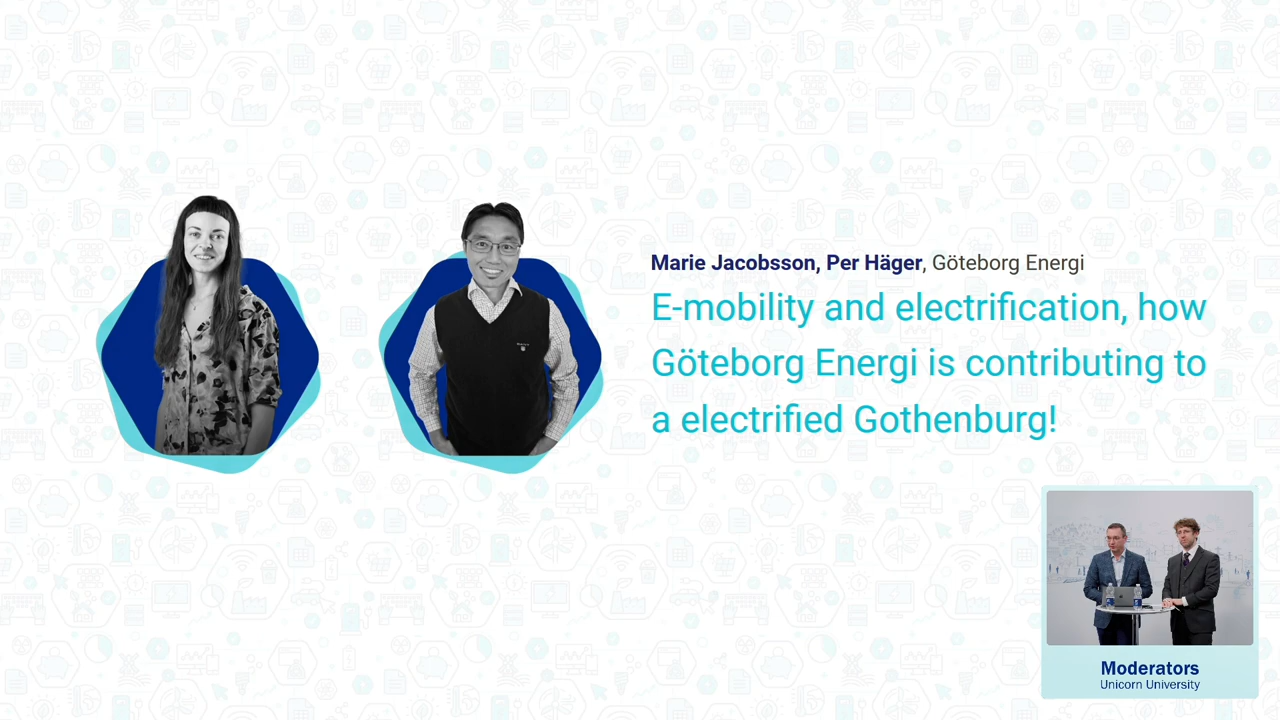 Marie Jacobsson, Per Häger, Göteborg Energi
E-mobility and electrification, how
Göteborg Energi is contributing to
a electrified Gothenburg!
Moderators
Unicorn University